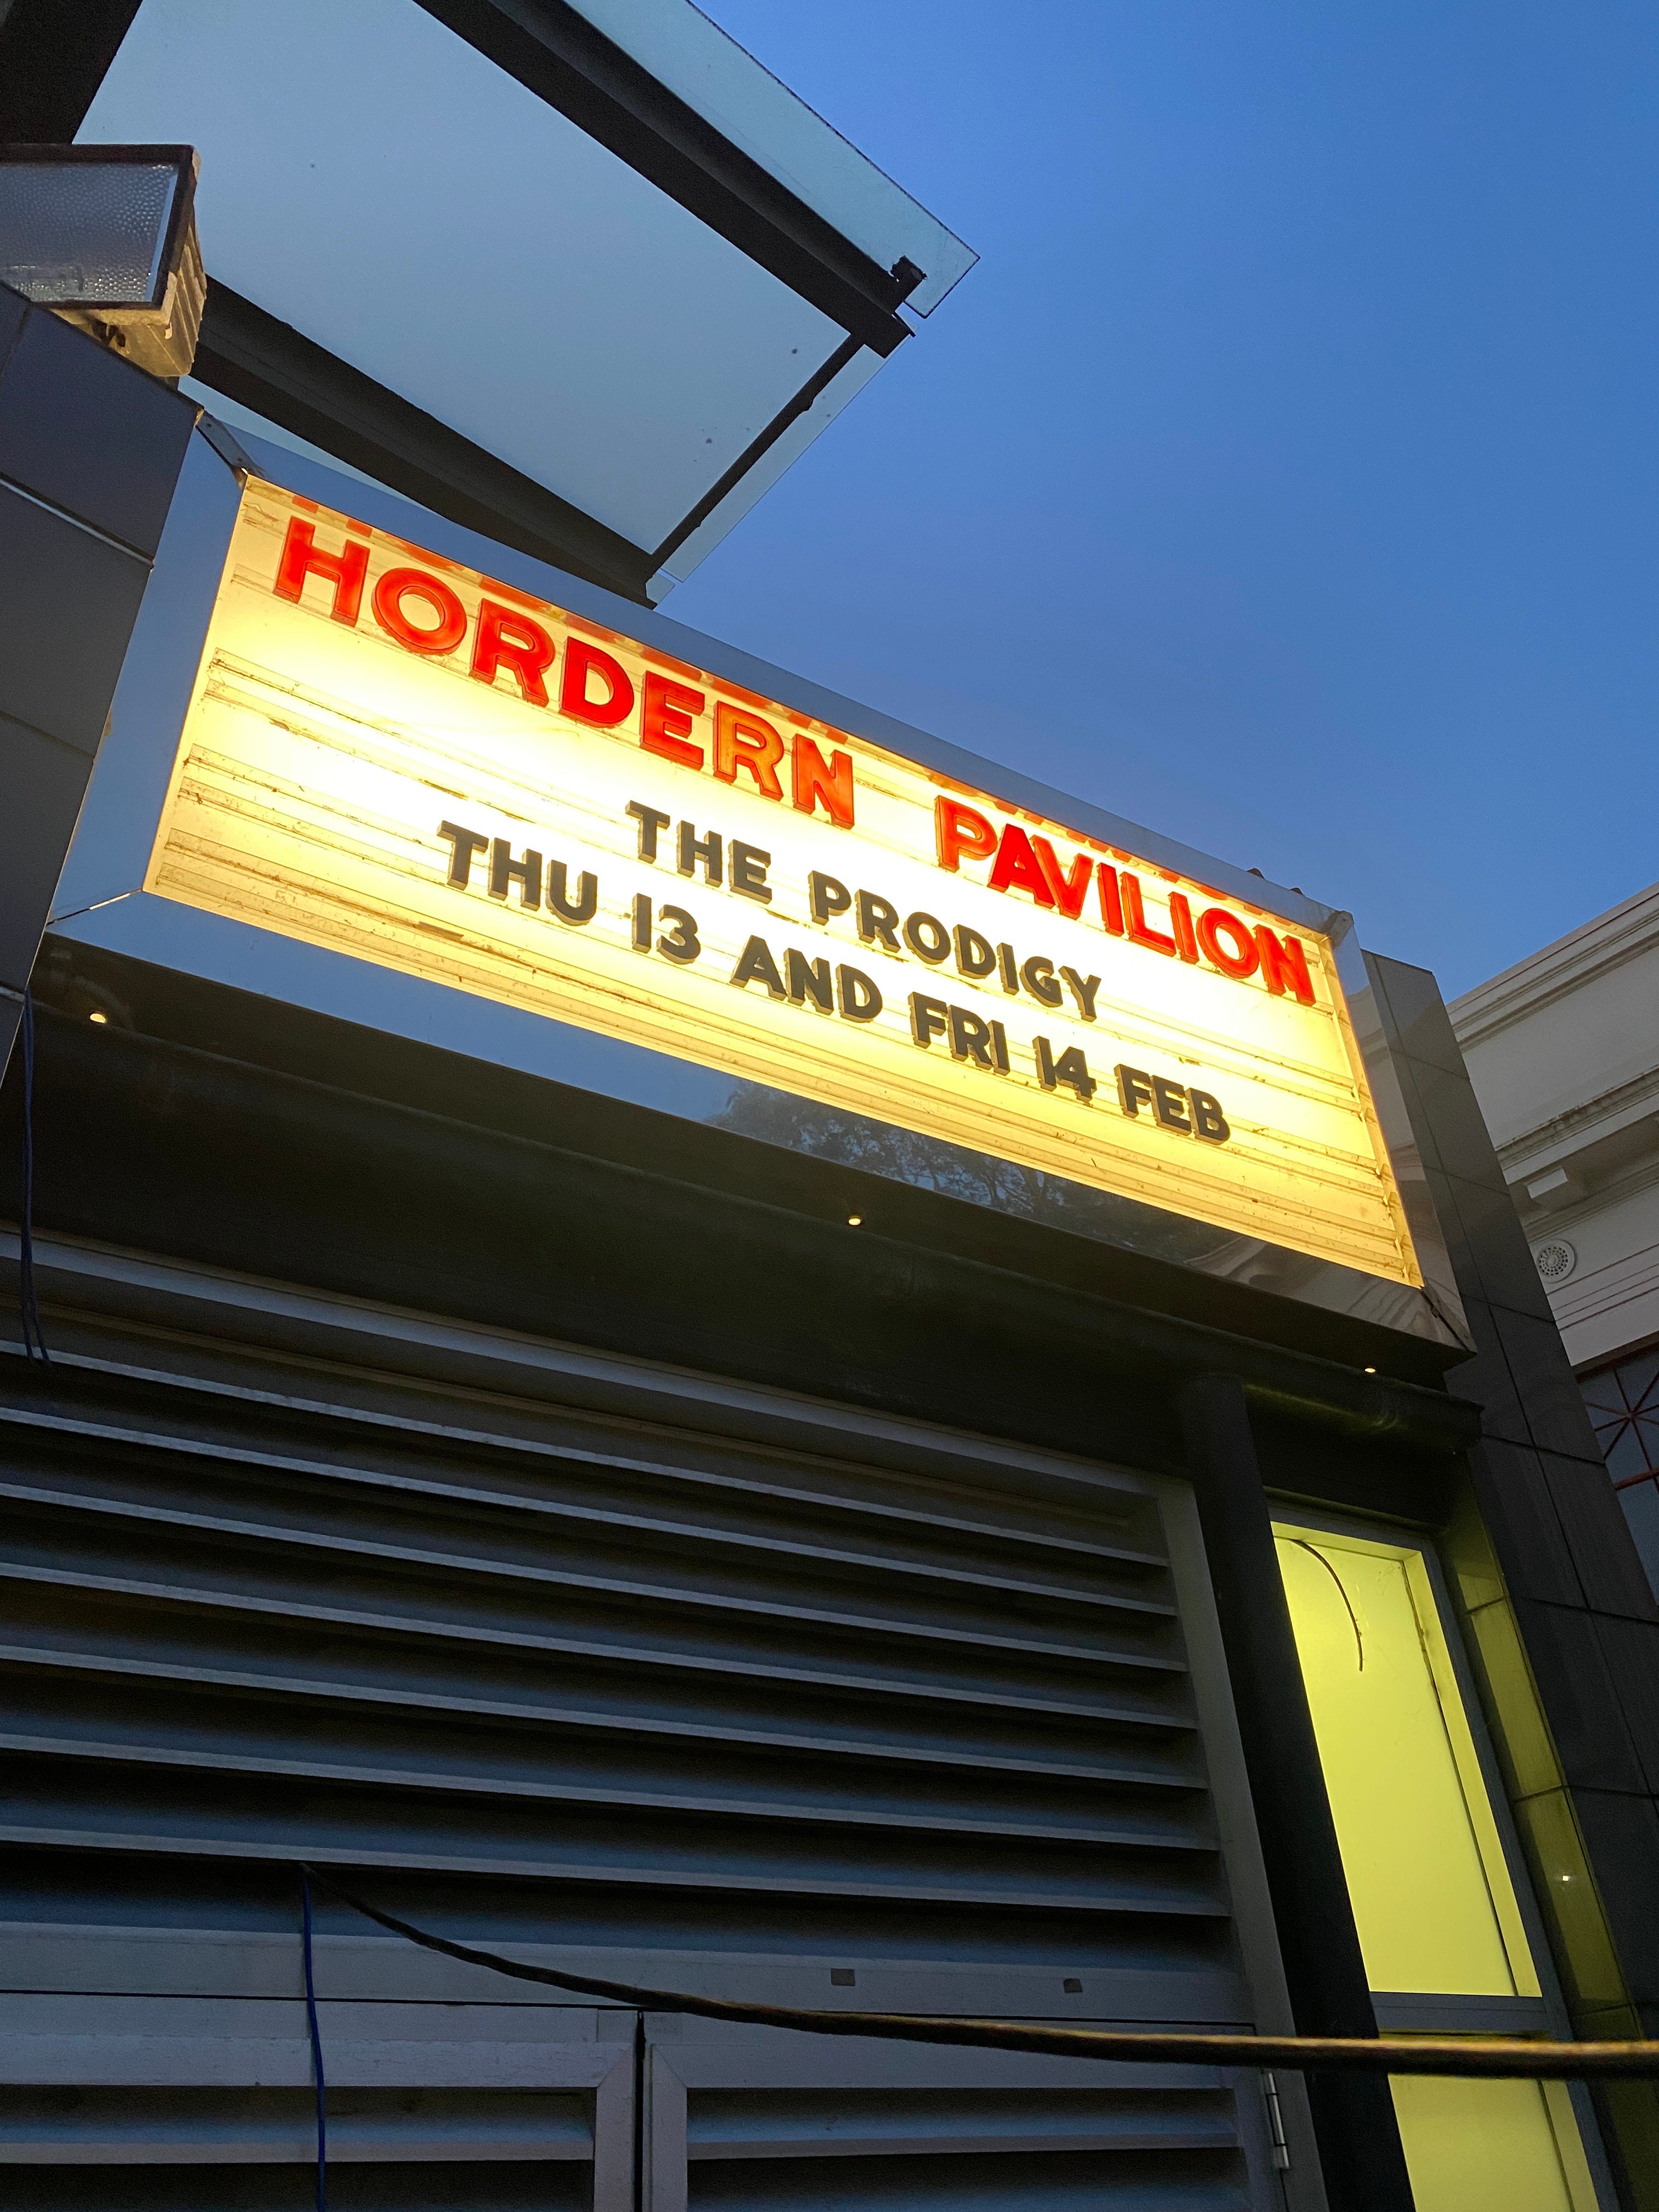 HORDERN PAVILION
THE PRODIGY
THU 13 AND FRI 14 FEB